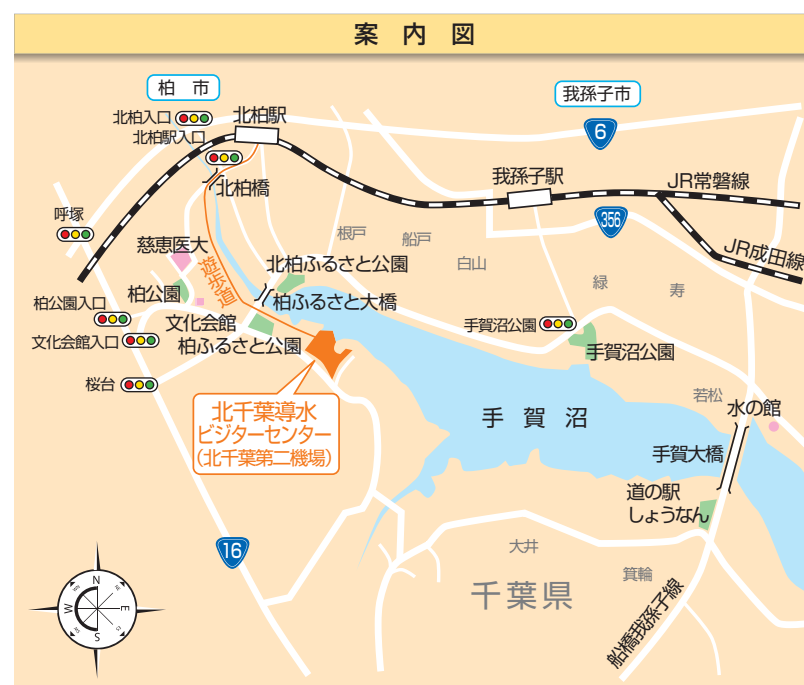 案内図
柏市
我孫子市
北柏入口
北柏駅
6
北柏駅入口
北柏橋
我孫子駅
JR常磐線
呼塚
356
慈恵医大
根戸
船戸
JR成田線
遊歩道
北柏ふるさと公園
白山
緑
寿
柏公園
柏公園入口
柏ふるさと大橋
文化会館
手賀沼公園
文化会館入口
柏ふるさと公園
手賀沼公園
桜台
若松
水の館
北千葉導水
ビジターセンター
(北千葉第二機場)
手賀沼
手賀大橋
道の駅
しょうなん
16
大井
箕輪
千葉県
船橋我孫子線
N
W
E
S